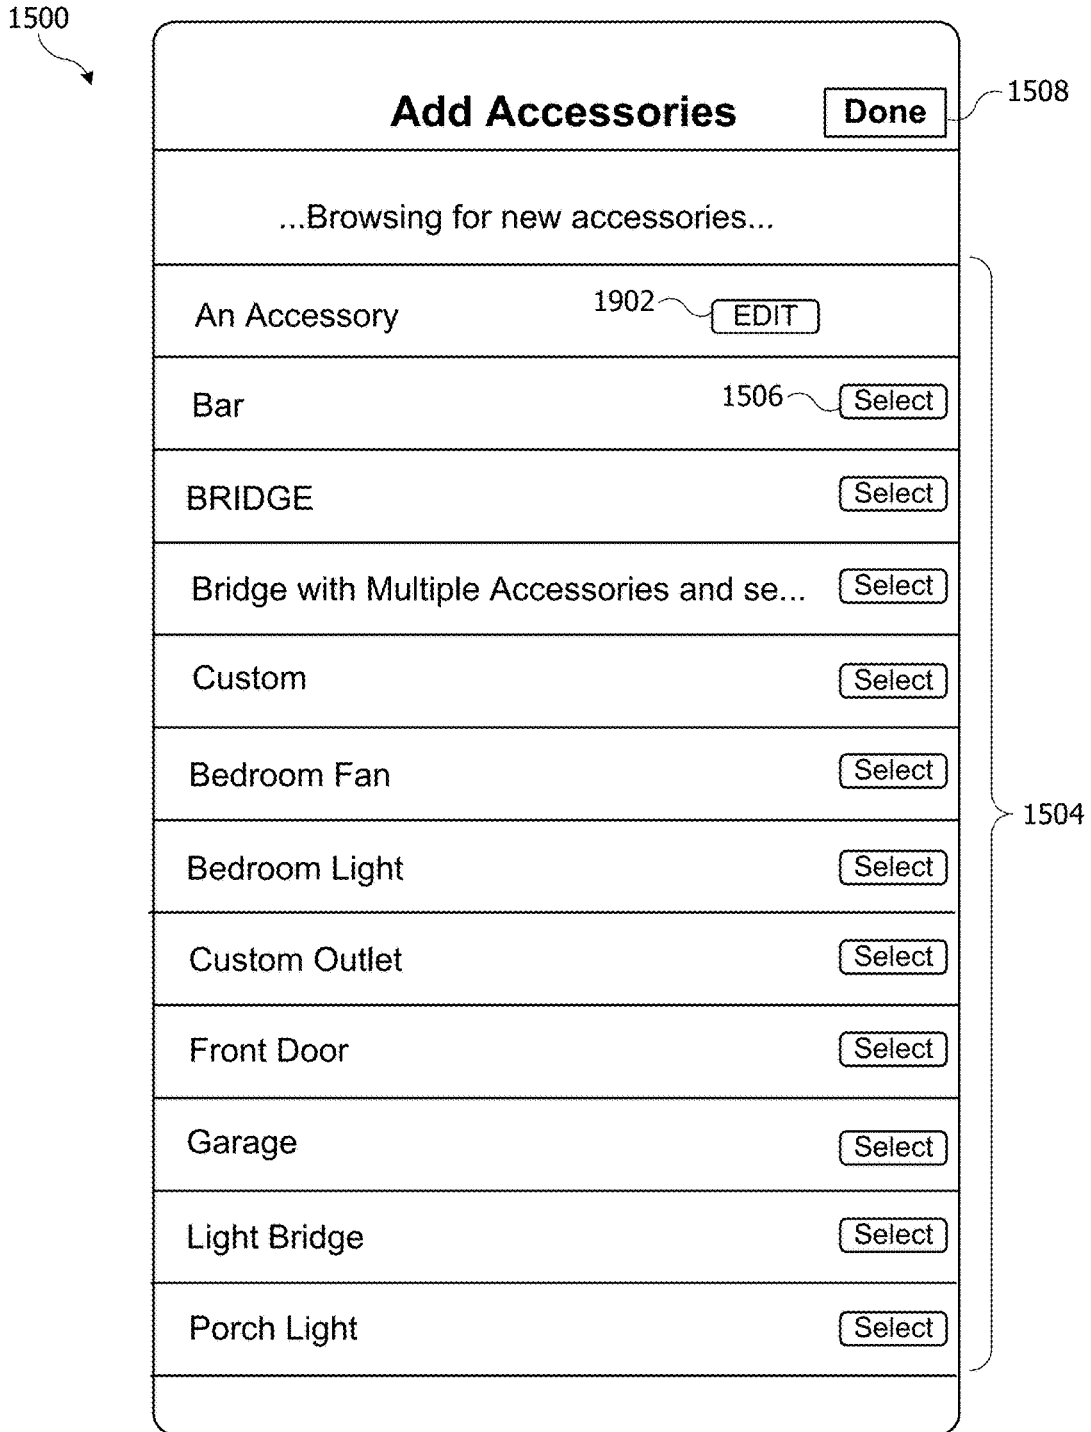 1500
Add Accessories Done 1508
...Browsing for new accessories...
An Accessory 1902 EDIT
Bar 1506 Select
BRIDGE Select
Bridge with Multiple Accessories and se... Select
Custom Select
Bedroom Fan Select
1504
Bedroom Light Select
Custom Outlet Select
Front Door Select
Garage Select
Light Bridge Select
Porch Light Select